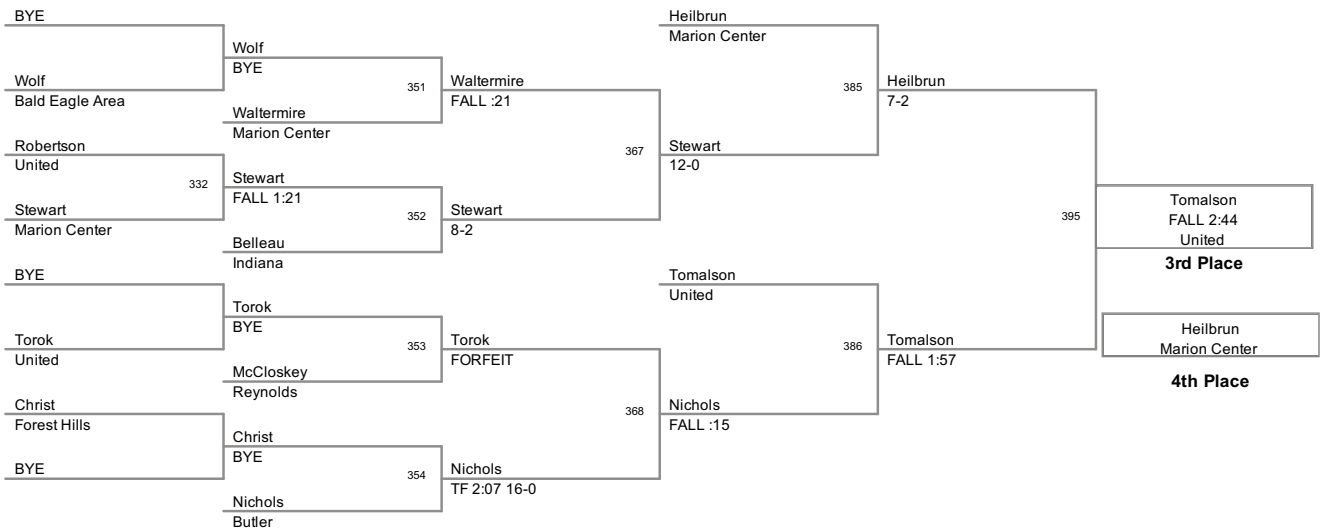 BYE
Wolf
Bald Eagle Area
Robertson
United
332
Stewart
Marion Center
BYE
Torok
United
Christ
Forest Hills
BYE
Wolf
BYE
351
Waltermire
Marion Center
Stewart
FALL 1:21
352
Belleau
Indiana
Torok
BYE
353
McCloskey
Reynolds
Christ
BYE
354
Nichols
Butler
Waltermire
FALL :21
367
Stewart
8-2
Torok
FORFEIT
368
Nichols
TF 2:07 16-0
Heilbrun
Marion Center
385
Stewart
12-0
Tomalson
United
386
Nichols
FALL :15
Heilbrun
7-2
395
Tomalson
FALL 1:57
Tomalson
FALL 2:44
United
3rd Place
Heilbrun
Marion Center
4th Place